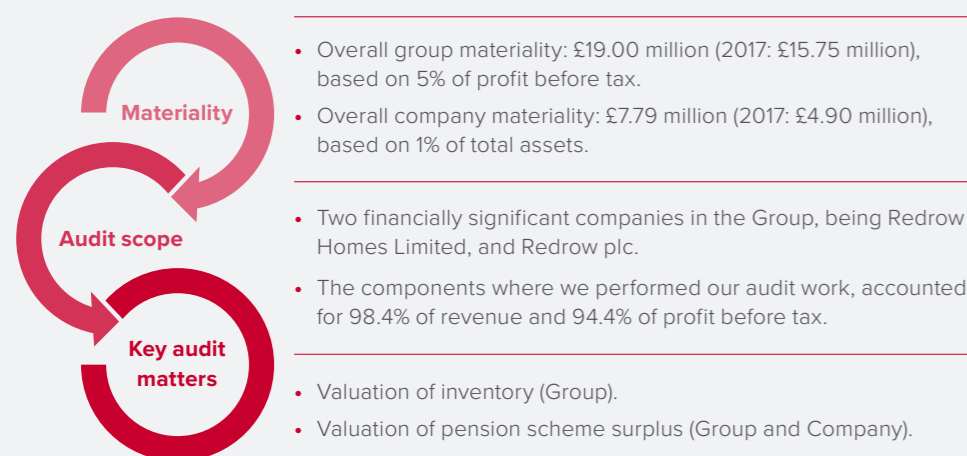 Materiality
• Overall group materiality: £19.00 million (2017: £15.75 million),
based on 5% of profit before tax.
• Overall company materiality: £7.79 million (2017: £4.90 million),
based on 1% of total assets.
Audit scope
• Two financially significant companies in the Group, being Redrow
Homes Limited, and Redrow plc.
• The components where we performed our audit work, accounted
for 98.4% of revenue and 94.4% of profit before tax.
Key audit
matters
• Valuation of inventory (Group).
• Valuation of pension scheme surplus (Group and Company).